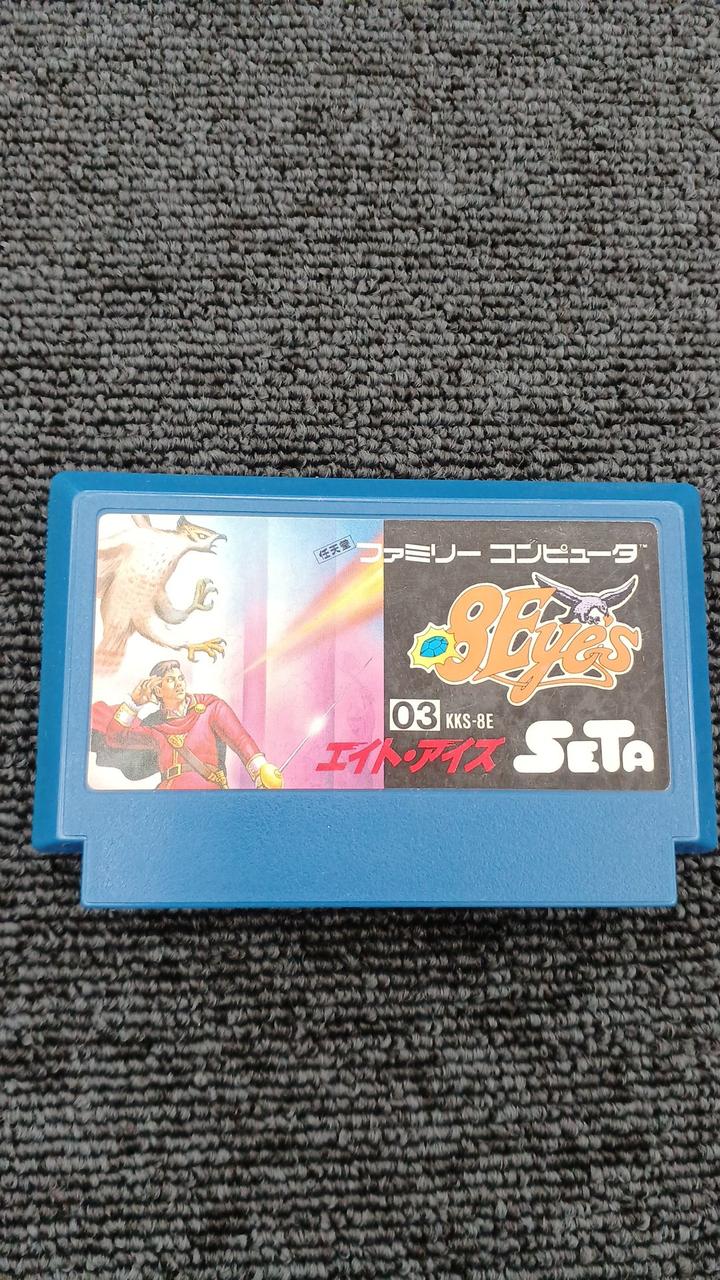 任天堂
ファミリー コンピュータ™
8Eye's
03 KKS-8E
エイト・アイズ
SETA